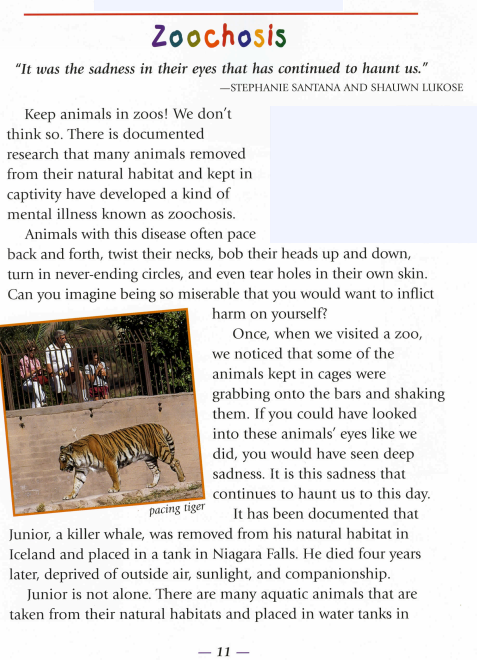 Zoochosis
“It was the sadness in their eyes that has continued to haunt us.”
—STEPHANIE SANTANA AND SHAUWN LUKOSE
Keep animals in zoos! We don’t
think so. There is documented
research that many animals removed
from their natural habitat and kept in
captivity have developed a kind of
mental illness known as zoochosis.
Animals with this disease often pace
back and forth, twist their necks, bob their heads up and down,
turn in never-ending circles, and even tear holes in their own skin.
Can you imagine being so miserable that you would want to inflict
harm on yourself?
Once, when we visited a zoo,
we noticed that some of the
animals kept in cages were
grabbing onto the bars and shaking
them. If you could have looked
into these animals’ eyes like we
did, you would have seen deep
sadness. It is this sadness that
continues to haunt us to this day.
pacing tiger
It has been documented that
Junior, a killer whale, was removed from his natural habitat in
Iceland and placed in a tank in Niagara Falls. He died four years
later, deprived of outside air, sunlight, and companionship.
Junior is not alone. There are many aquatic animals that are
taken from their natural habitats and placed in water tanks in
— 11 —